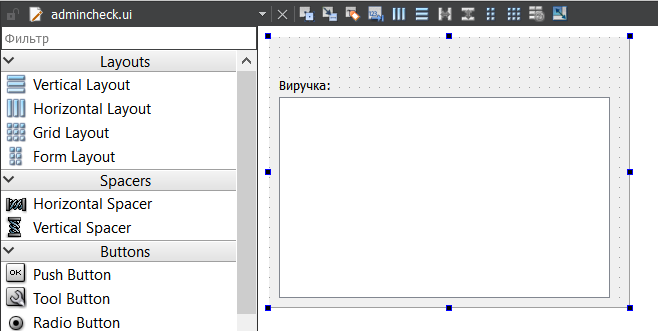 admincheck.ui
Фильтр
Layouts
Vertical Layout
Horizontal Layout
Grid Layout
Form Layout
Spacers
Horizontal Spacer
Vertical Spacer
Buttons
OK
Push Button
Tool Button
Radio Button
Виручка: